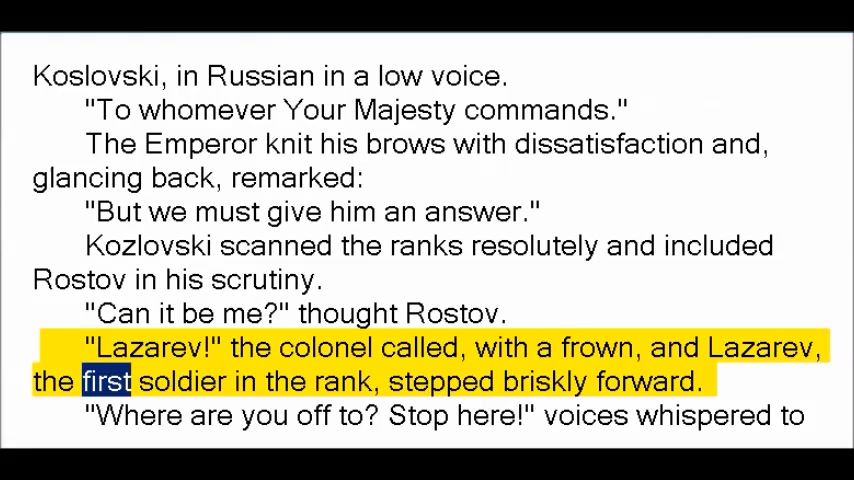 Koslovski, in Russian in a low voice.
"To whomever Your Majesty commands."
The Emperor knit his brows with dissatisfaction and,
glancing back, remarked:
"But we must give him an answer."
Kozlovski scanned the ranks resolutely and included
Rostov in his scrutiny.
"Can it be me?" thought Rostov.
"Lazarev!" the colonel called, with a frown, and Lazarev,
the first soldier in the rank, stepped briskly forward.
"Where are you off to? Stop here!" voices whispered to